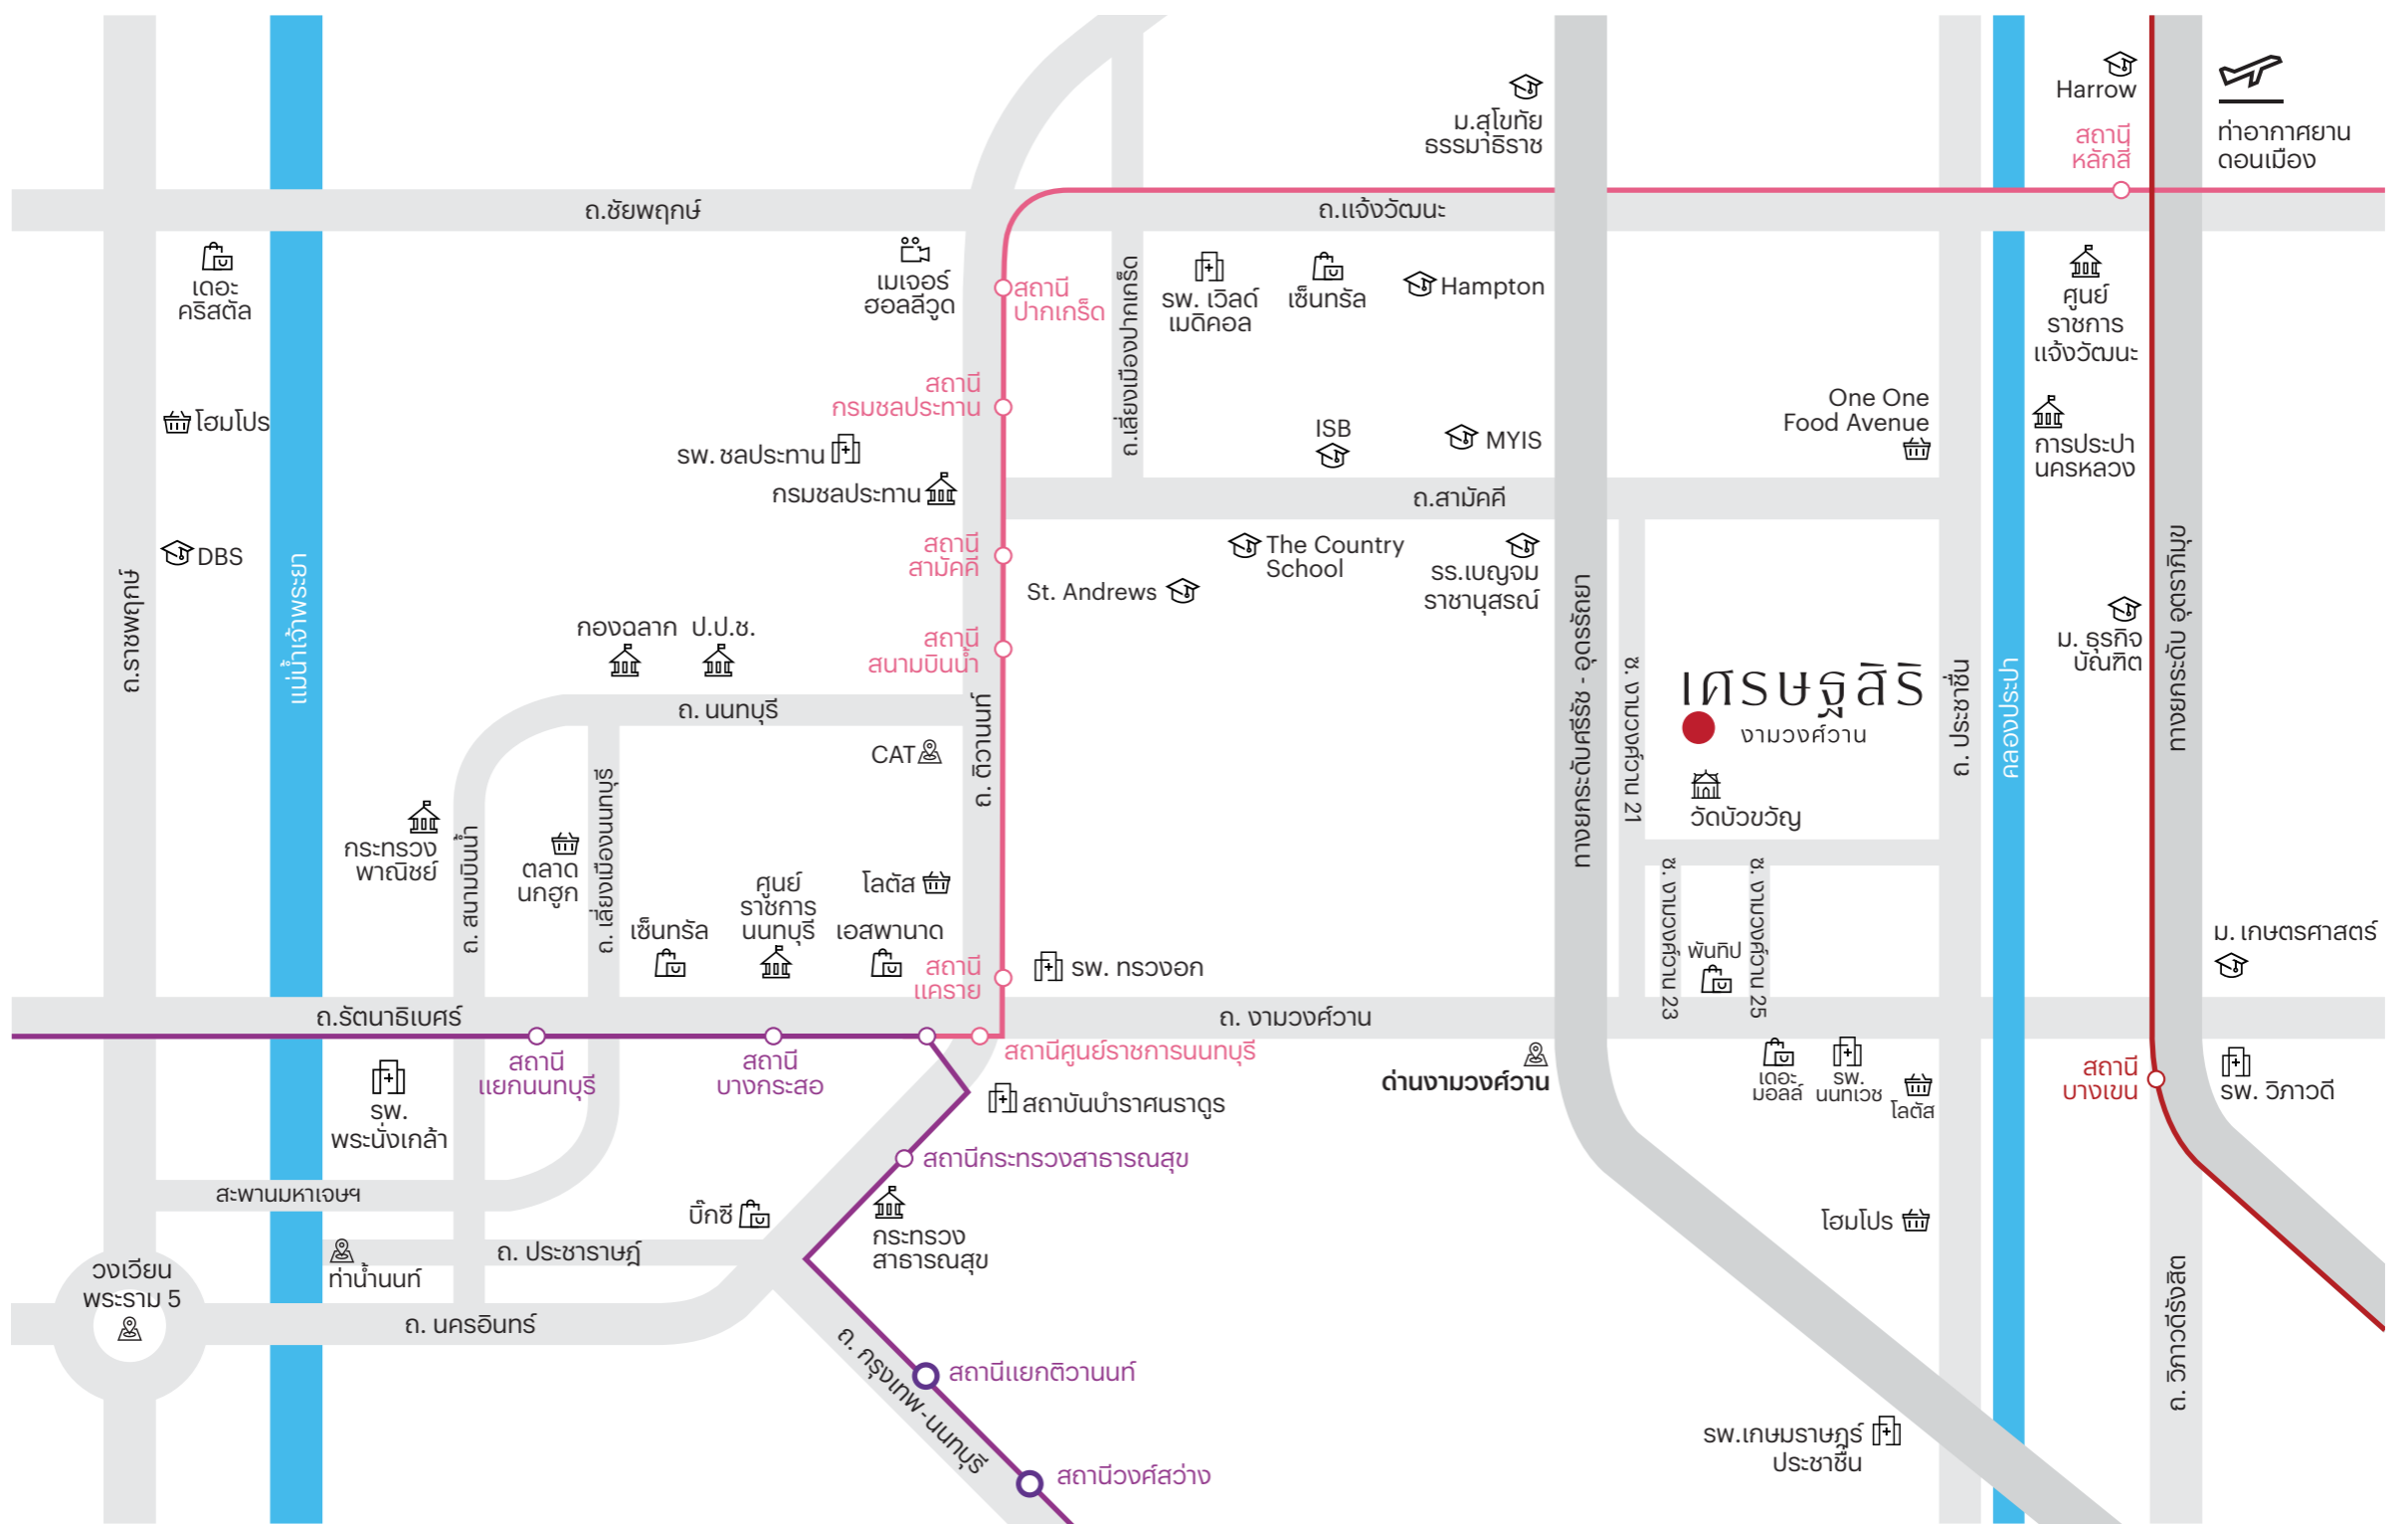 Harrow
ม.สุโขทัย
ธรรมาธิราช
สถานี
หลักสี่
ท่าอากาศยาน
ดอนเมือง
ถ.ชัยพฤกษ์
ถ.แจ้งวัฒนะ
เดอะ
คริสตัล
เมเจอร์
ฮอลลีวูด
สถานี
ปากเกร็ด
ถ.เลี่ยงเมืองปากเกร็ด
รพ. เวิลด์
เมดิคอล
เซ็นทรัล
Hampton
ศูนย์
ราชการ
แจ้งวัฒนะ
สถานี
กรมชลประทาน
One One
Food Avenue
โฮมโปร
รพ. ชลประทาน
ISB
MYIS
การประปา
นครหลวง
กรมชลประทาน
ถ.สามัคคี
DBS
สถานี
สามัคคี
The Country
School
St. Andrews
รร.เบญจม
ราชานุสรณ์
ถ.ราชพฤกษ์
แม่น้ำเจ้าพระยา
กองฉลาก
ป.ป.ช.
สถานี
สนามบินน้ำ
ม. ธุรกิจ
บัณฑิต
ทางยกระดับ อุตราภิมุข
ทางยกระดับศรีรัช - อุดรรัถยา
ซ. งามวงศ์วาน 21
เศรษฐสิริ
งามวงศ์วาน
ถ. ประชาชื่น
คลองประปา
ถ. นนทบุรี
CAT
ถ. ติวานนท์
วัดบัวขวัญ
กระทรวง
พาณิชย์
ถ. สนามบินน้ำ
ตลาด
นกฮูก
ถ. เลี่ยงเมืองนนทบุรี
ศูนย์
ราชการ
นนทบุรี
โลตัส
เซ็นทรัล
เอสพานาด
สถานี
แคราย
รพ. ทรวงอก
ซ. งามวงศ์วาน 23
พันทิป
ซ. งามวงศ์วาน 25
ม. เกษตรศาสตร์
ถ.รัตนาธิเบศร์
ถ. งามวงศ์วาน
สถานี
แยกนนทบุรี
สถานี
บางกระสอ
สถานีศูนย์ราชการนนทบุรี
ด่านงามวงศ์วาน
เดอะ
มอลล์
รพ.
นนทเวช
โลตัส
สถานี
บางเขน
รพ. วิภาวดี
รพ.
พระนั่งเกล้า
สถาบันบำราศนราดูร
สถานีกระทรวงสาธารณสุข
สะพานมหาเจษฯ
บิ๊กซี
กระทรวง
สาธารณสุข
โฮมโปร
ถ. ประชาราษฎ์
ท่าน้ำนนท์
วงเวียน
พระราม 5
ถ. นครอินทร์
ถ. กรุงเทพ-นนทบุรี
สถานีแยกติวานนท์
ถ. วิภาวดีรังสิต
รพ.เกษมราษฎร์
ประชาชื่น
สถานีวงศ์สว่าง